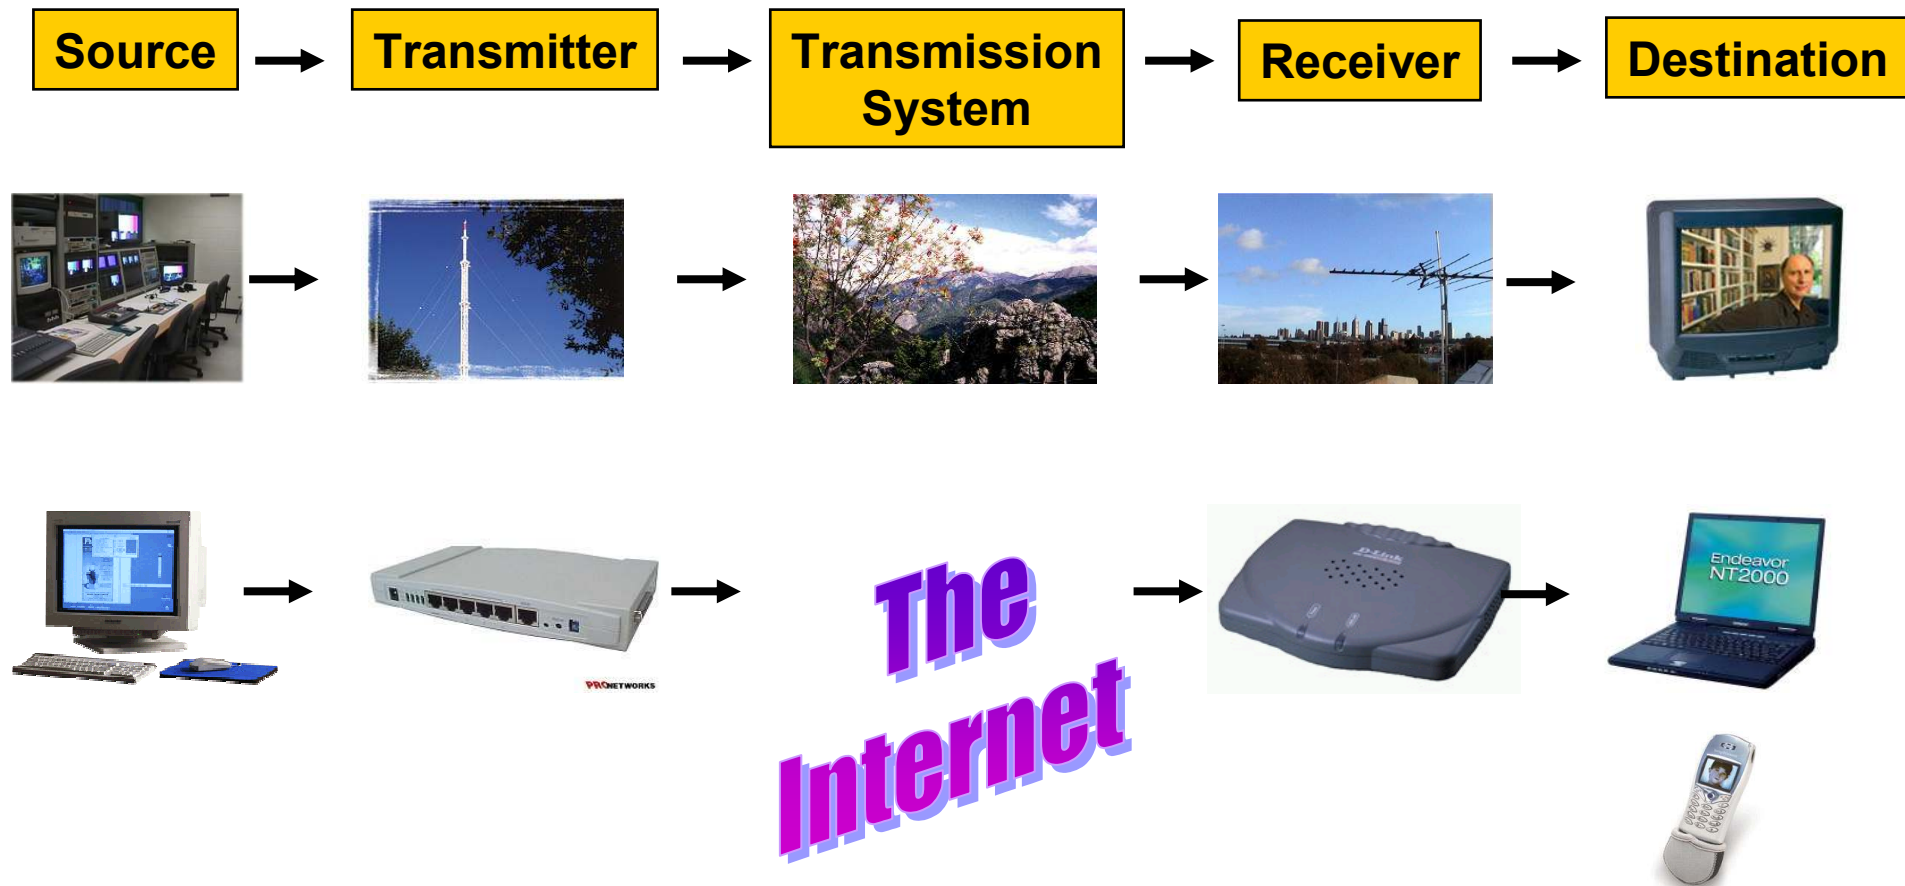 Source
Transmitter
Transmission
System
Receiver
Destination
The
Internet
D-Link
Endeavor
NT2000
PRONETWORKS